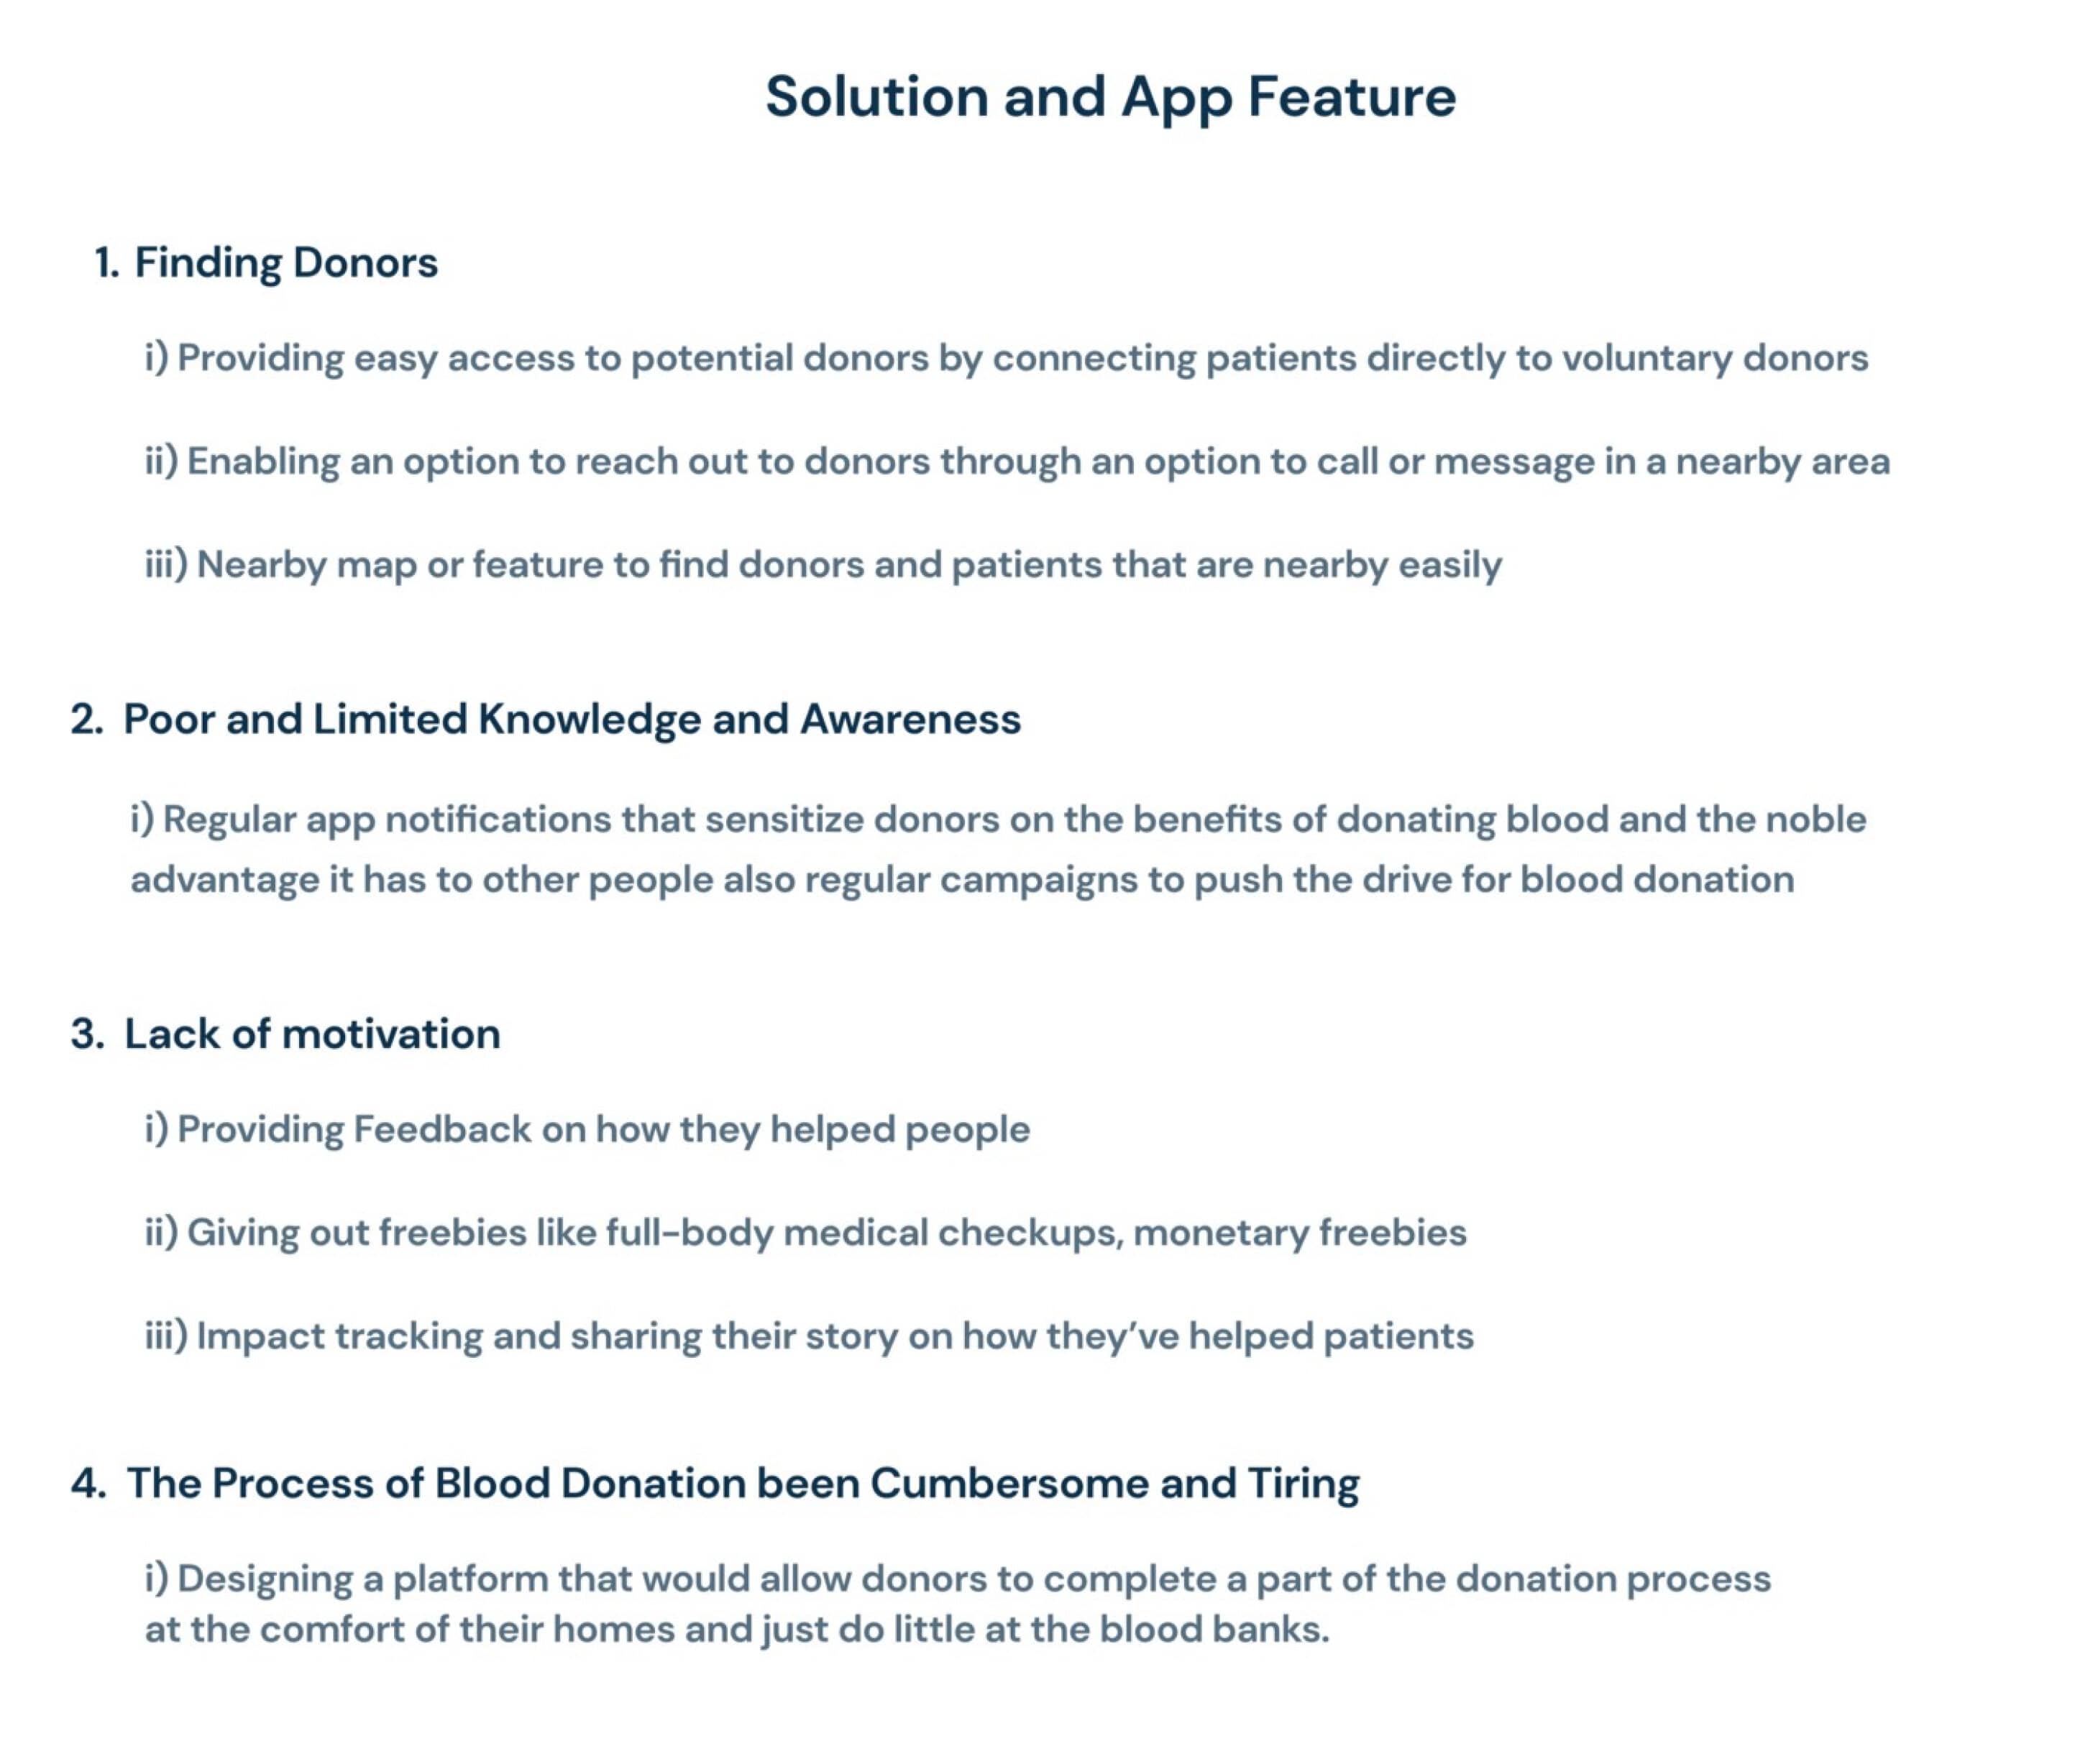 Solution and App Feature
1. Finding Donors
i) Providing easy access to potential donors by connecting patients directly to voluntary donors
ii) Enabling an option to reach out to donors through an option to call or message in a nearby area
iii) Nearby map or feature to find donors and patients that are nearby easily
2. Poor and Limited Knowledge and Awareness
i) Regular app notifications that sensitize donors on the benefits of donating blood and the noble
advantage it has to other people also regular campaigns to push the drive for blood donation
3. Lack of motivation
i) Providing Feedback on how they helped people
ii) Giving out freebies like full-body medical checkups, monetary freebies
iii) Impact tracking and sharing their story on how they’ve helped patients
4. The Process of Blood Donation been Cumbersome and Tiring
i) Designing a platform that would allow donors to complete a part of the donation process
at the comfort of their homes and just do little at the blood banks.